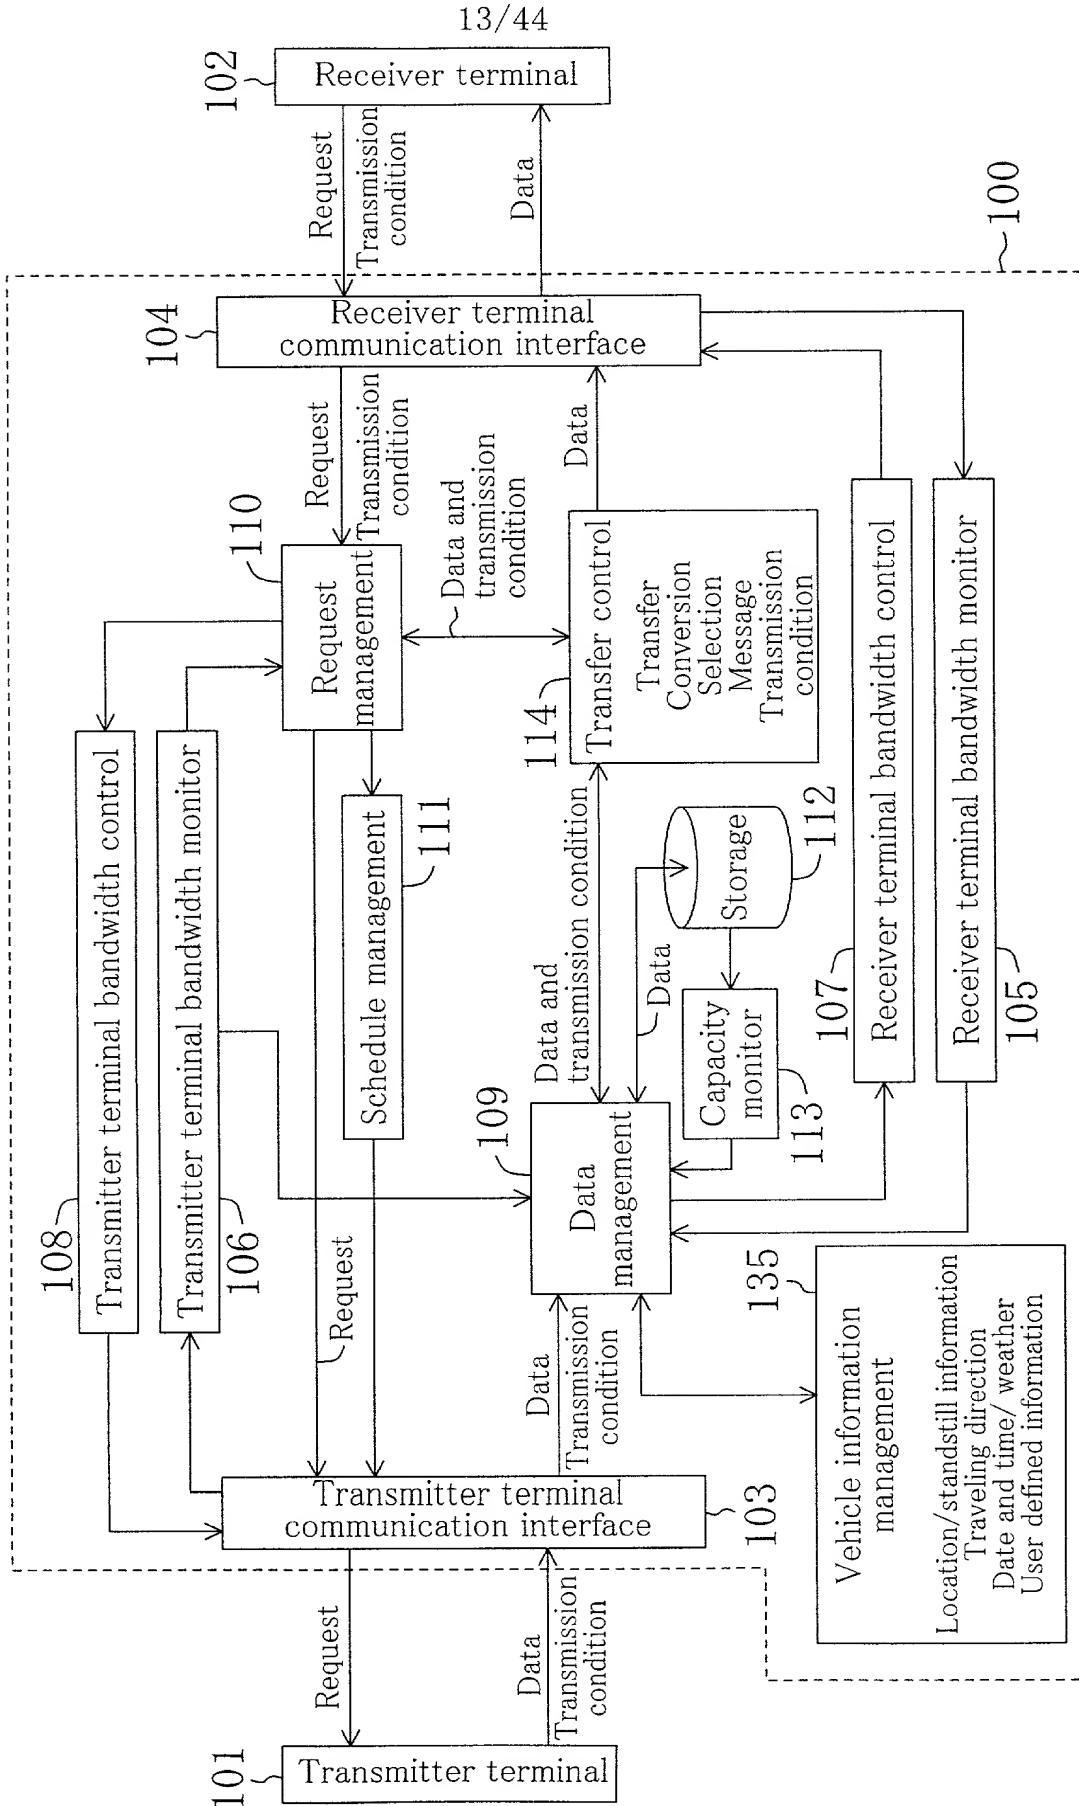 13/44
102
Receiver terminal
Request
Transmission
condition
Data
100
104
Receiver terminal
communication interface
Request
Transmission
condition
Data
110
Request
management
Data and
transmission
condition
114
Transfer control
Transfer
Conversion
Selection
Message
Transmission
condition
108
Transmitter terminal bandwidth control
106
Transmitter terminal bandwidth monitor
111
Schedule management
Request
Data and
transmission condition
112
Storage
Data
113
Capacity
monitor
107
Receiver terminal bandwidth control
105
Receiver terminal bandwidth monitor
109
Data
management
Data
Transmission
condition
135
Vehicle information
management
Location/standstill information
Traveling direction
Date and time/ weather
User defined information
103
Transmitter terminal
communication interface
Request
Data
Transmission
condition
101
Transmitter terminal